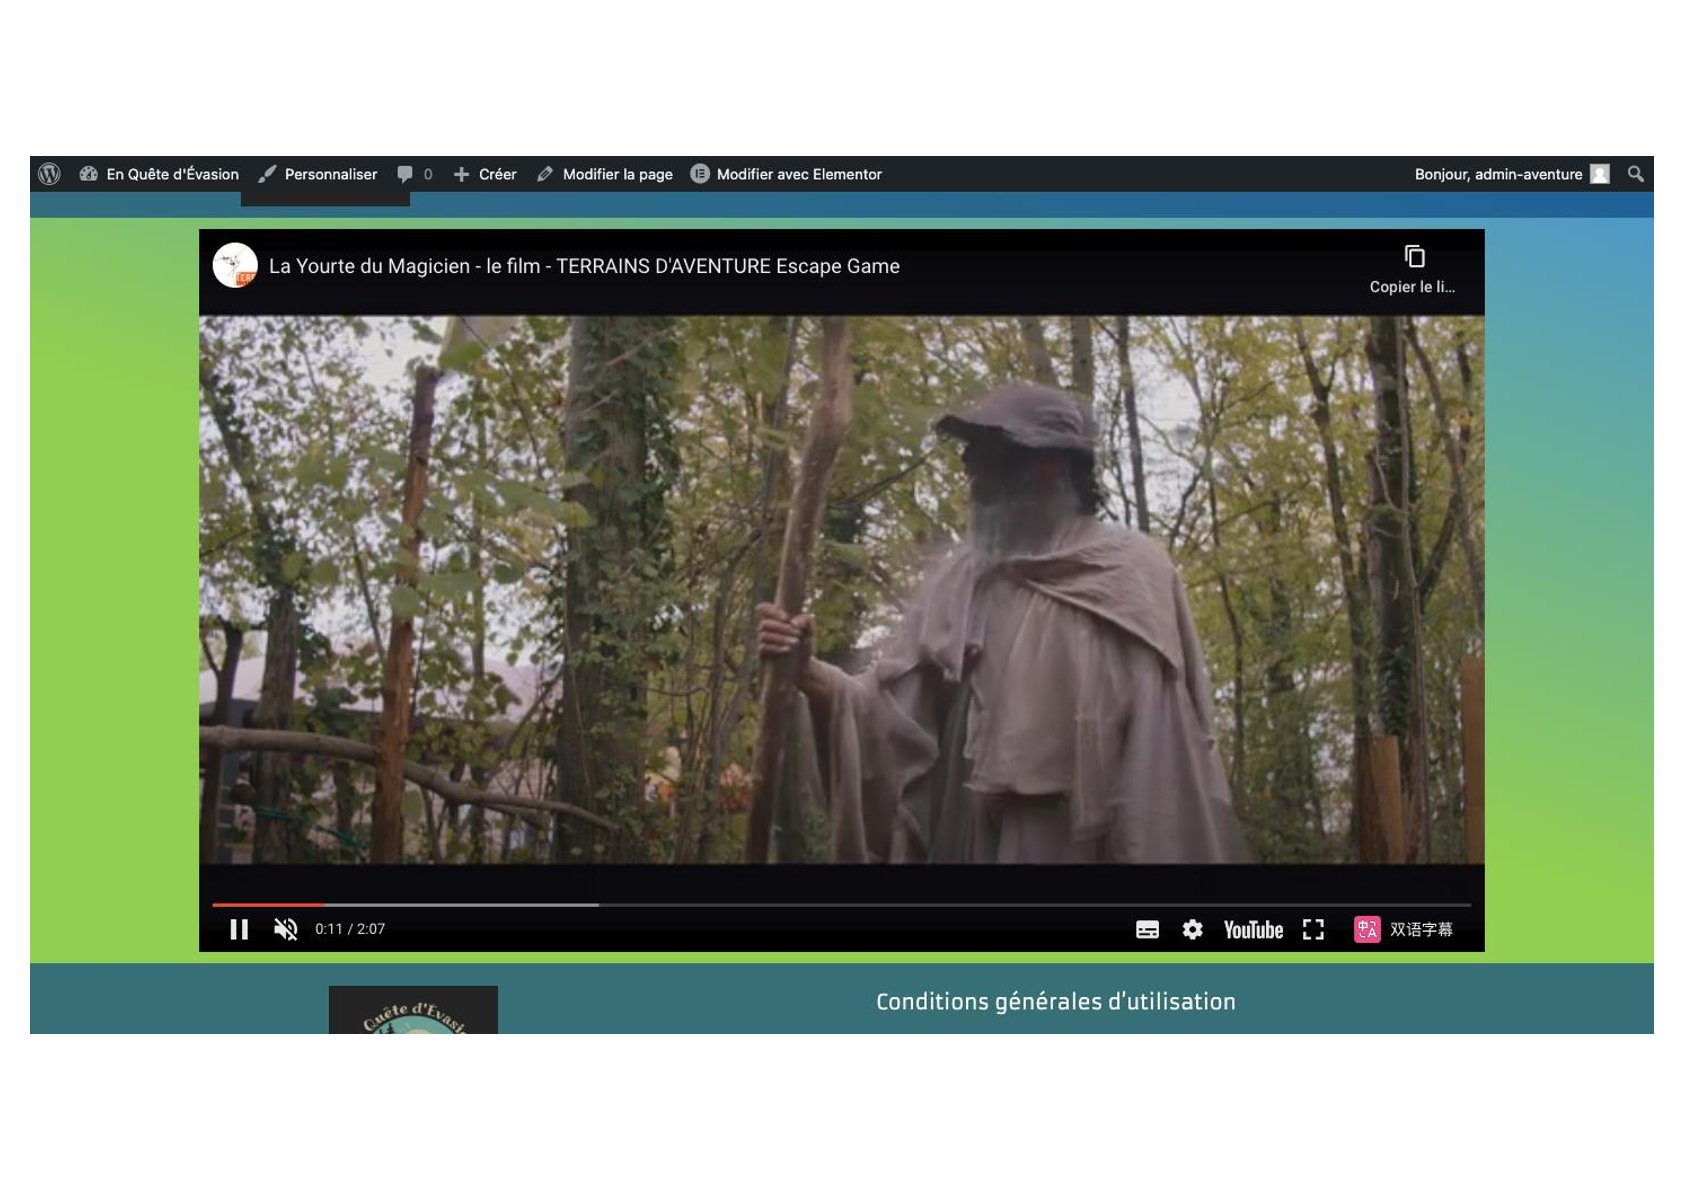 En Quête d'Évasion Personnaliser 0 Créer Modifier la page Modifier avec Elementor Bonjour, admin-aventure
La Yourte du Magicien - le film - TERRAINS D'AVENTURE Escape Game
Copier le li...
0:11 / 2:07
YouTube
双语字幕
Conditions générales d'utilisation
Quête d'Evasi